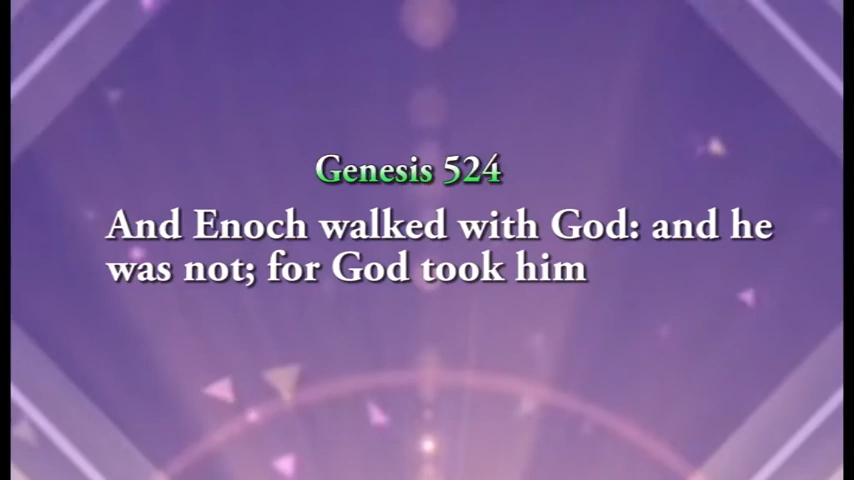 Genesis 524
And Enoch walked with God: and he
was not; for God took him